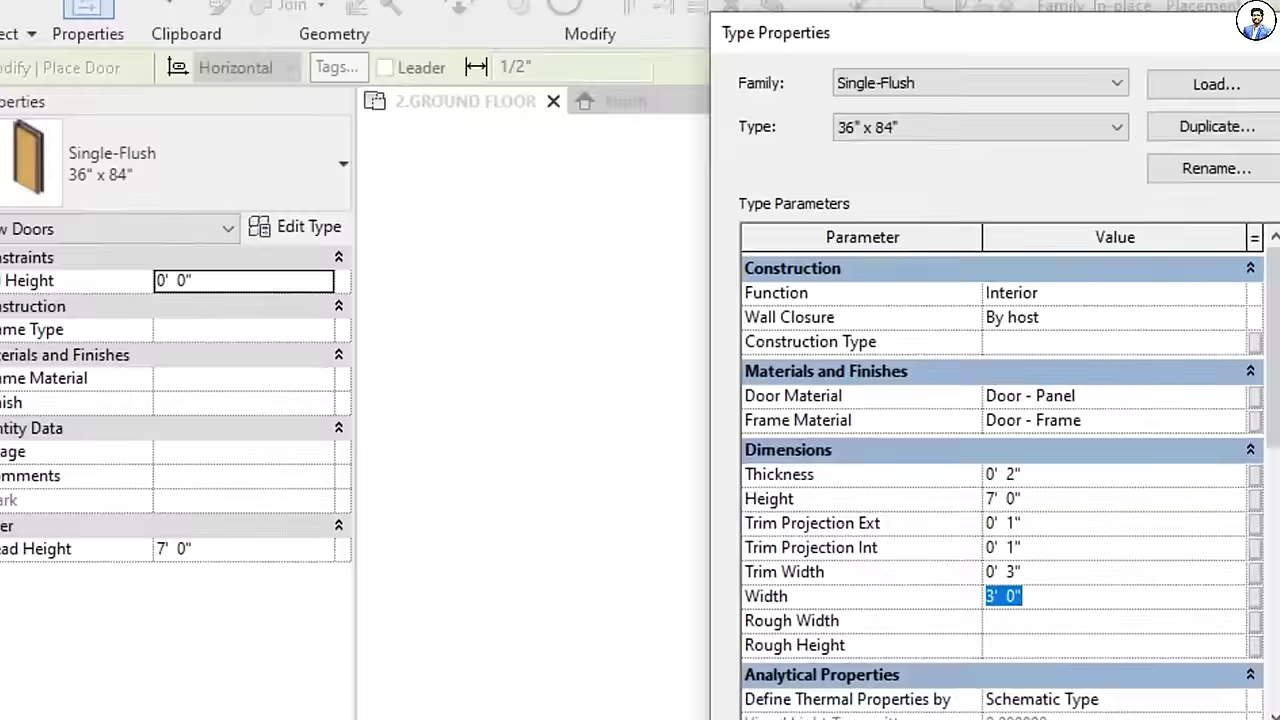 Join
Properties
Clipboard
Geometry
Modify
Family In-place
| Place Door
Horizontal
Tags...
Leader
1/2"
2.GROUND FLOOR
Single-Flush
36" x 84"
Doors
Edit Type
Height
0' 0"
Type
Materials and Finishes
Material
Data
Height
7' 0"
Type Properties
Family:
Single-Flush
Load...
Type:
36" x 84"
Duplicate...
Rename...
Type Parameters
Parameter
Value
=
Construction
Function
Interior
Wall Closure
By host
Construction Type
Materials and Finishes
Door Material
Door - Panel
Frame Material
Door - Frame
Dimensions
Thickness
0' 2"
Height
7' 0"
Trim Projection Ext
0' 1"
Trim Projection Int
0' 1"
Trim Width
0' 3"
Width
3' 0"
Rough Width
Rough Height
Analytical Properties
Define Thermal Properties by
Schematic Type